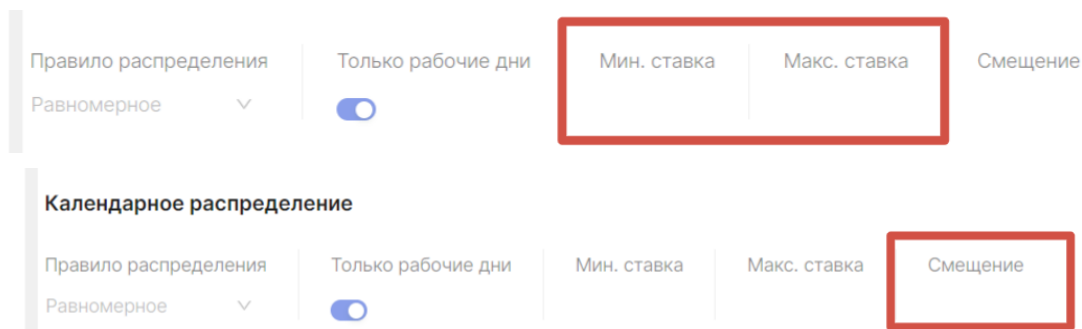 Правило распределения Только рабочие дни Мин. ставка Макс. ставка Смещение
Равномерное
Календарное распределение
Правило распределения Только рабочие дни Мин. ставка Макс. ставка Смещение
Равномерное